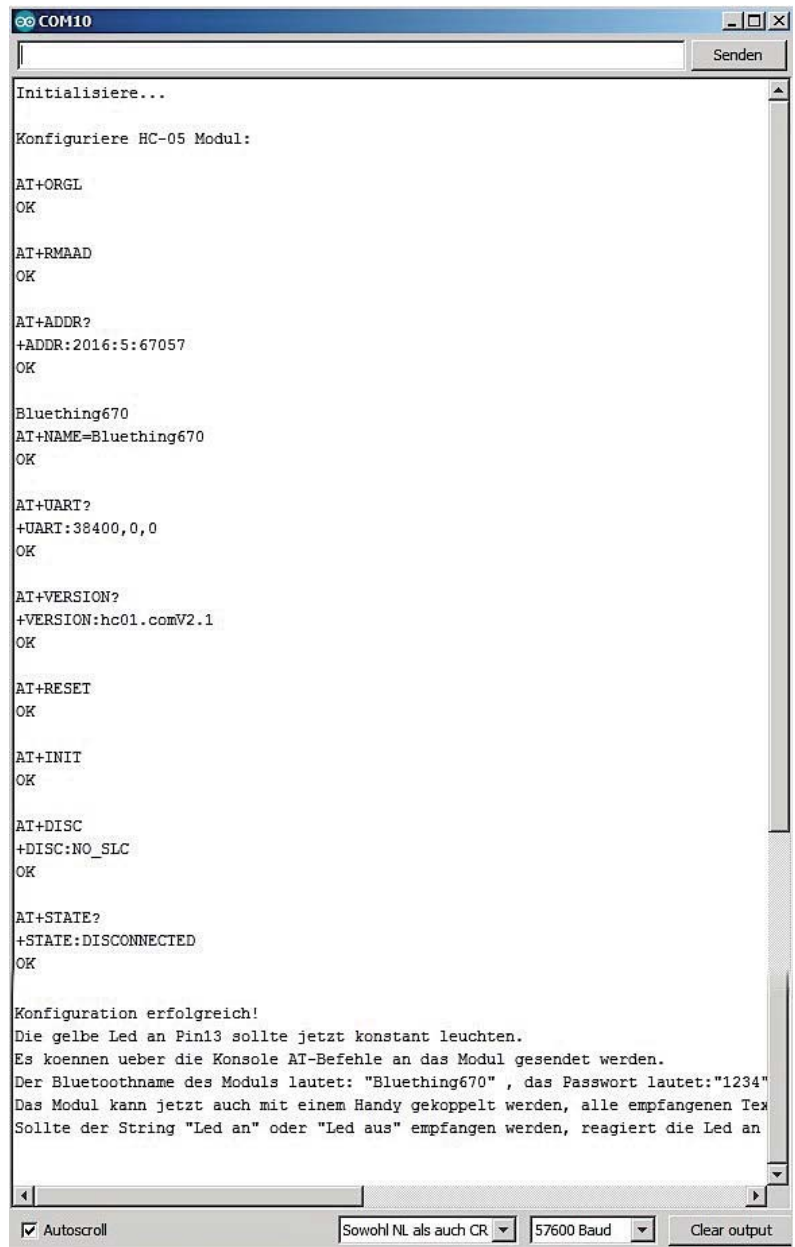 COM10
Senden
Initialisiere...
Konfiguriere HC-05 Modul:
AT+ORGL
OK
AT+RMAAD
OK
AT+ADDR?
+ADDR:2016:5:67057
OK
Bluething670
AT+NAME=Bluething670
OK
AT+UART?
+UART:38400,0,0
OK
AT+VERSION?
+VERSION:hc01.comV2.1
OK
AT+RESET
OK
AT+INIT
OK
AT+DISC
+DISC:NO_SLC
OK
AT+STATE?
+STATE:DISCONNECTED
OK
Konfiguration erfolgreich!
Die gelbe Led an Pin13 sollte jetzt konstant leuchten.
Es koennen ueber die Konsole AT-Befehle an das Modul gesendet werden.
Der Bluetoothname des Moduls lautet: "Bluething670" , das Passwort lautet:"1234"
Das Modul kann jetzt auch mit einem Handy gekoppelt werden, alle empfangenen Tex
Sollte der String "Led an" oder "Led aus" empfangen werden, reagiert die Led an
Autoscroll
Sowohl NL als auch CR
57600 Baud
Clear output